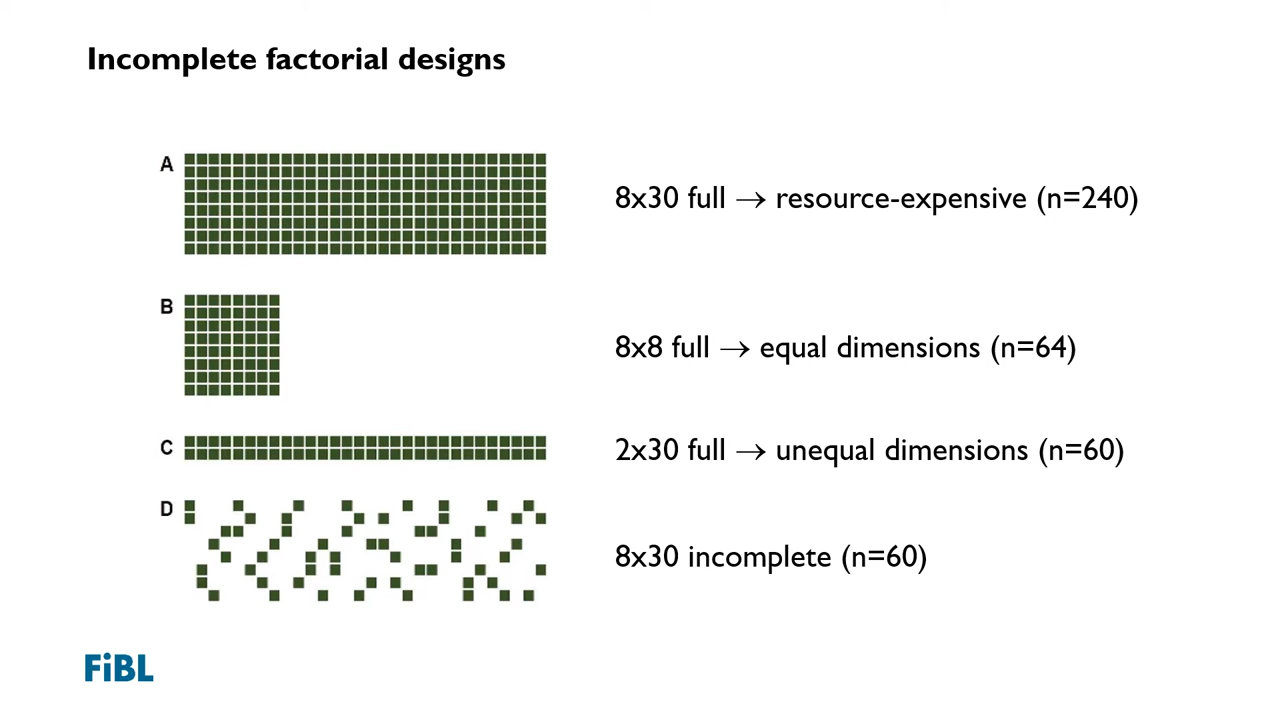 Incomplete factorial designs
A
8x30 full → resource-expensive (n=240)
B
8x8 full → equal dimensions (n=64)
C
2x30 full → unequal dimensions (n=60)
D
8x30 incomplete (n=60)
FiBL